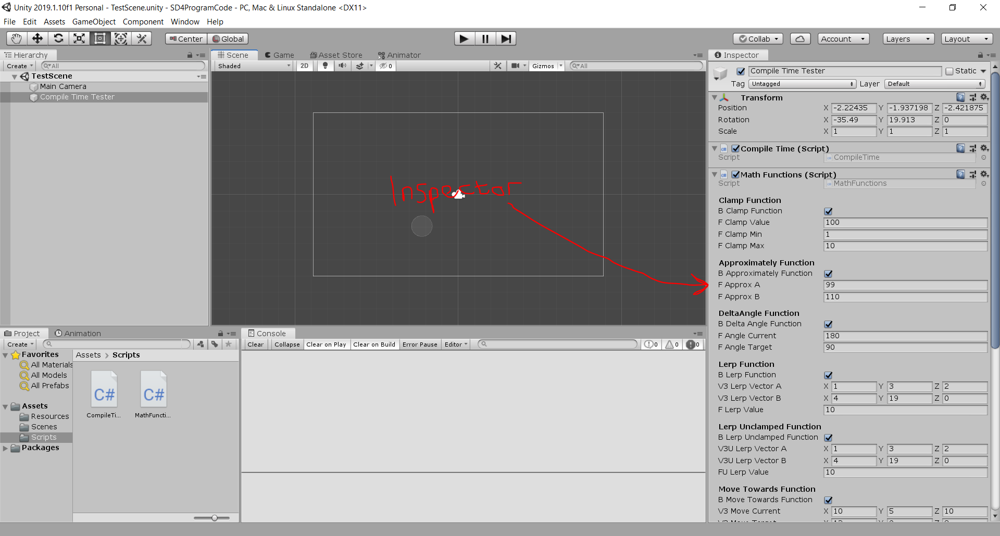 Unity 2019.1.10f1 Personal - TestScene.unity - SD4ProgramCode - PC, Mac & Linux Standalone <DX11>
File Edit Assets GameObject Component Window Help
Center Global Collab Account Layers Layout
Hierarchy
Create All
TestScene
Main Camera
Compile Time Tester
Scene Game Asset Store Animator
Shaded 2D 0 Gizmos All
Inspector
Inspector
Compile Time Tester Static
Tag Untagged Layer Default
Transform
Position X -2.22435 Y -1.937198 Z -2.421875
Rotation X -35.49 Y 19.913 Z 0
Scale X 1 Y 1 Z 1
Compile Time (Script)
Script CompileTime
Math Functions (Script)
Script MathFunctions
Clamp Function
B Clamp Function
F Clamp Value 100
F Clamp Min 1
F Clamp Max 10
Approximately Function
B Approximately Function
F Approx A 99
F Approx B 110
DeltaAngle Function
B Delta Angle Function
F Angle Current 180
F Angle Target 90
Lerp Function
B Lerp Function
V3 Lerp Vector A X 1 Y 3 Z 2
V3 Lerp Vector B X 4 Y 19 Z 0
F Lerp Value 10
Lerp Unclamped Function
B Lerp Unclamped Function
V3U Lerp Vector A X 1 Y 3 Z 2
V3U Lerp Vector B X 4 Y 19 Z 0
FU Lerp Value 10
Move Towards Function
B Move Towards Function
V3 Move Current X 10 Y 5 Z 10
Project Animation
Create
Favorites
All Materials
All Models
All Prefabs
Assets
Resources
Scenes
Scripts
Packages
Assets > Scripts
C# C#
CompileTi... MathFuncti...
Console
Clear Collapse Clear on Play Clear on Build Error Pause Editor 0 0 0